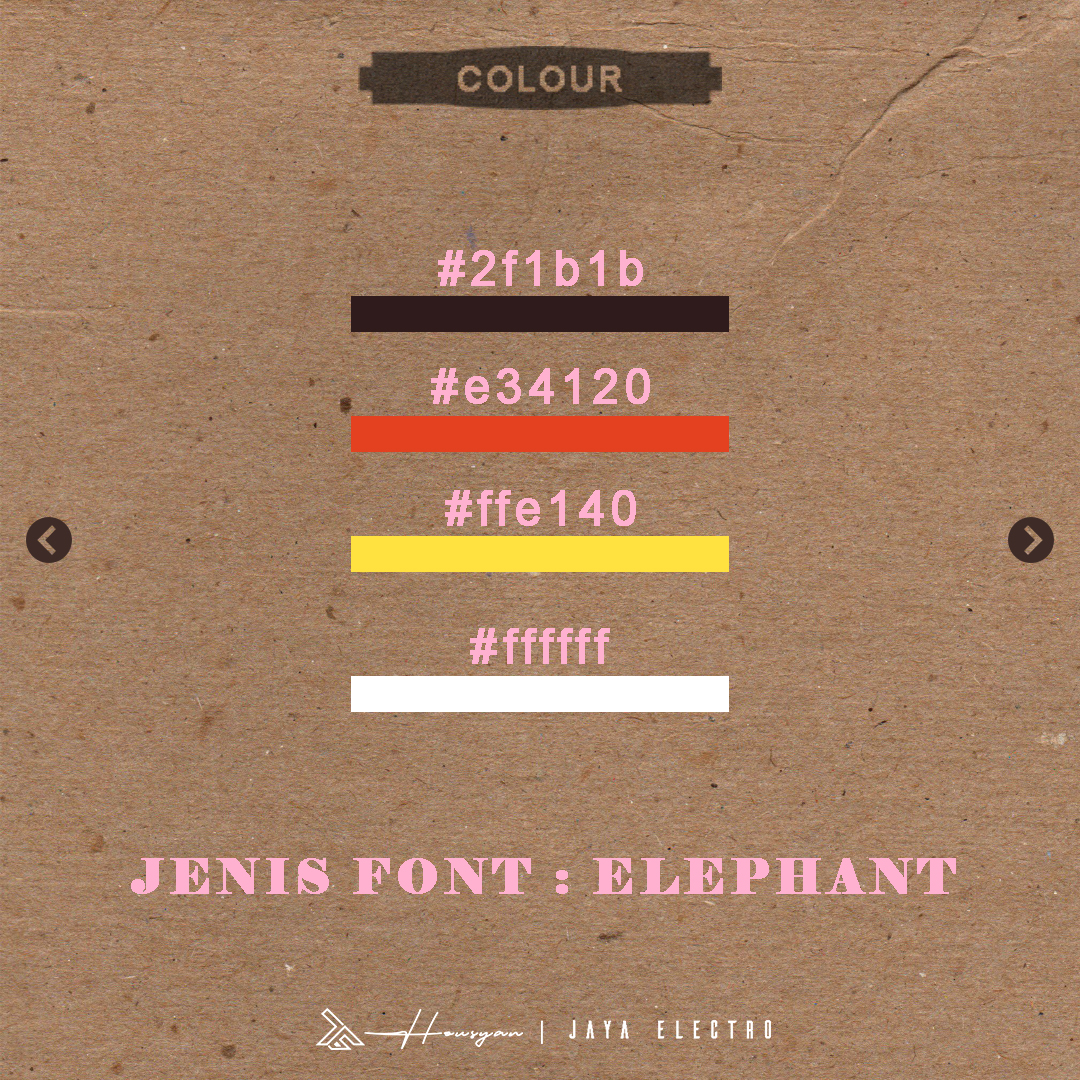 COLOUR
#2f1b1b
#e34120
#ffe140
#ffffff
JENIS FONT : ELEPHANT
Housyan | JAYA ELECTRO